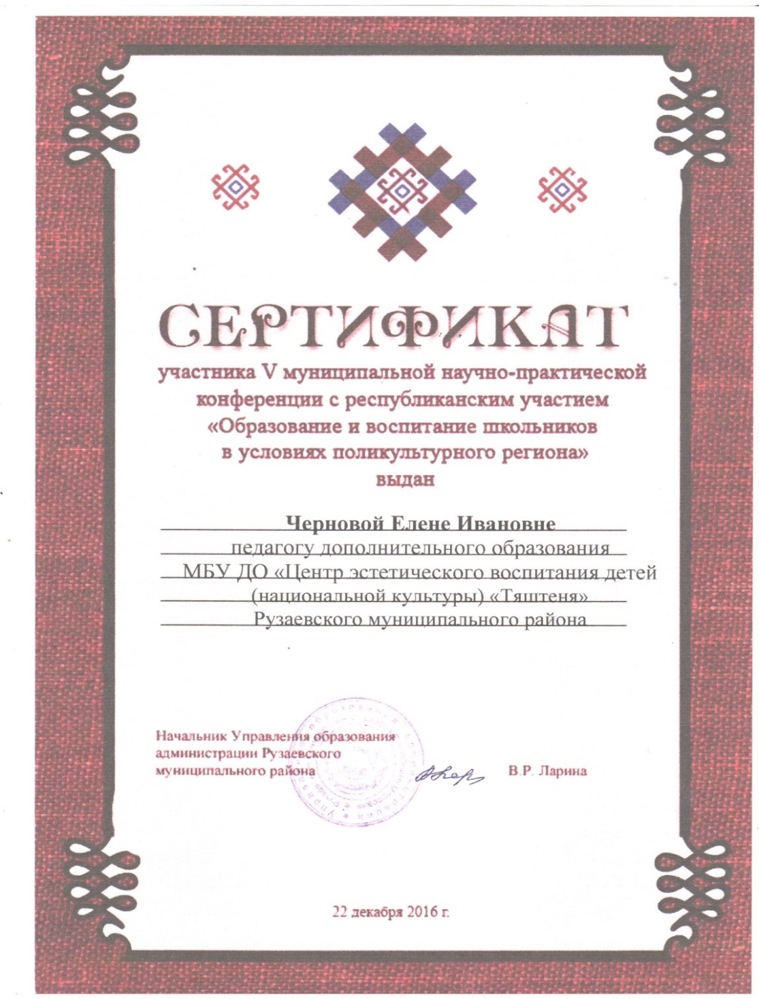 СЕРТИФИКАТ
участника V муниципальной научно-практической
конференции с республиканским участием
«Образование и воспитание школьников
в условиях поликультурного региона»
выдан
Черновой Елене Ивановне
педагогу дополнительного образования
МБУ ДО «Центр эстетического воспитания детей
(национальной культуры) «Тяштеня»
Рузаевского муниципального района
Начальник Управления образования
администрации Рузаевского
муниципального района
В.Р. Ларина
22 декабря 2016 г.